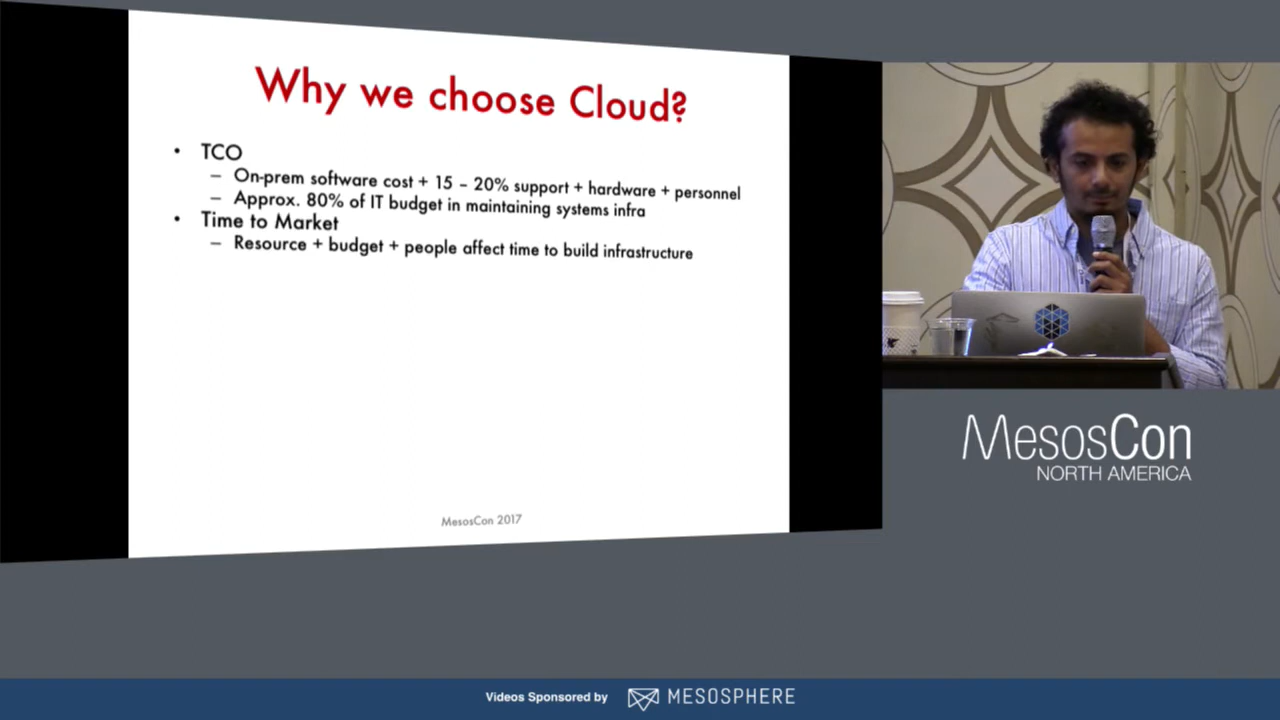 Why we choose Cloud?
• TCO
– On-prem software cost + 15 – 20% support + hardware + personnel
– Approx. 80% of IT budget in maintaining systems infra
• Time to Market
– Resource + budget + people affect time to build infrastructure
MesosCon 2017
MesosCon
NORTH AMERICA
Videos Sponsored by MESOSPHERE